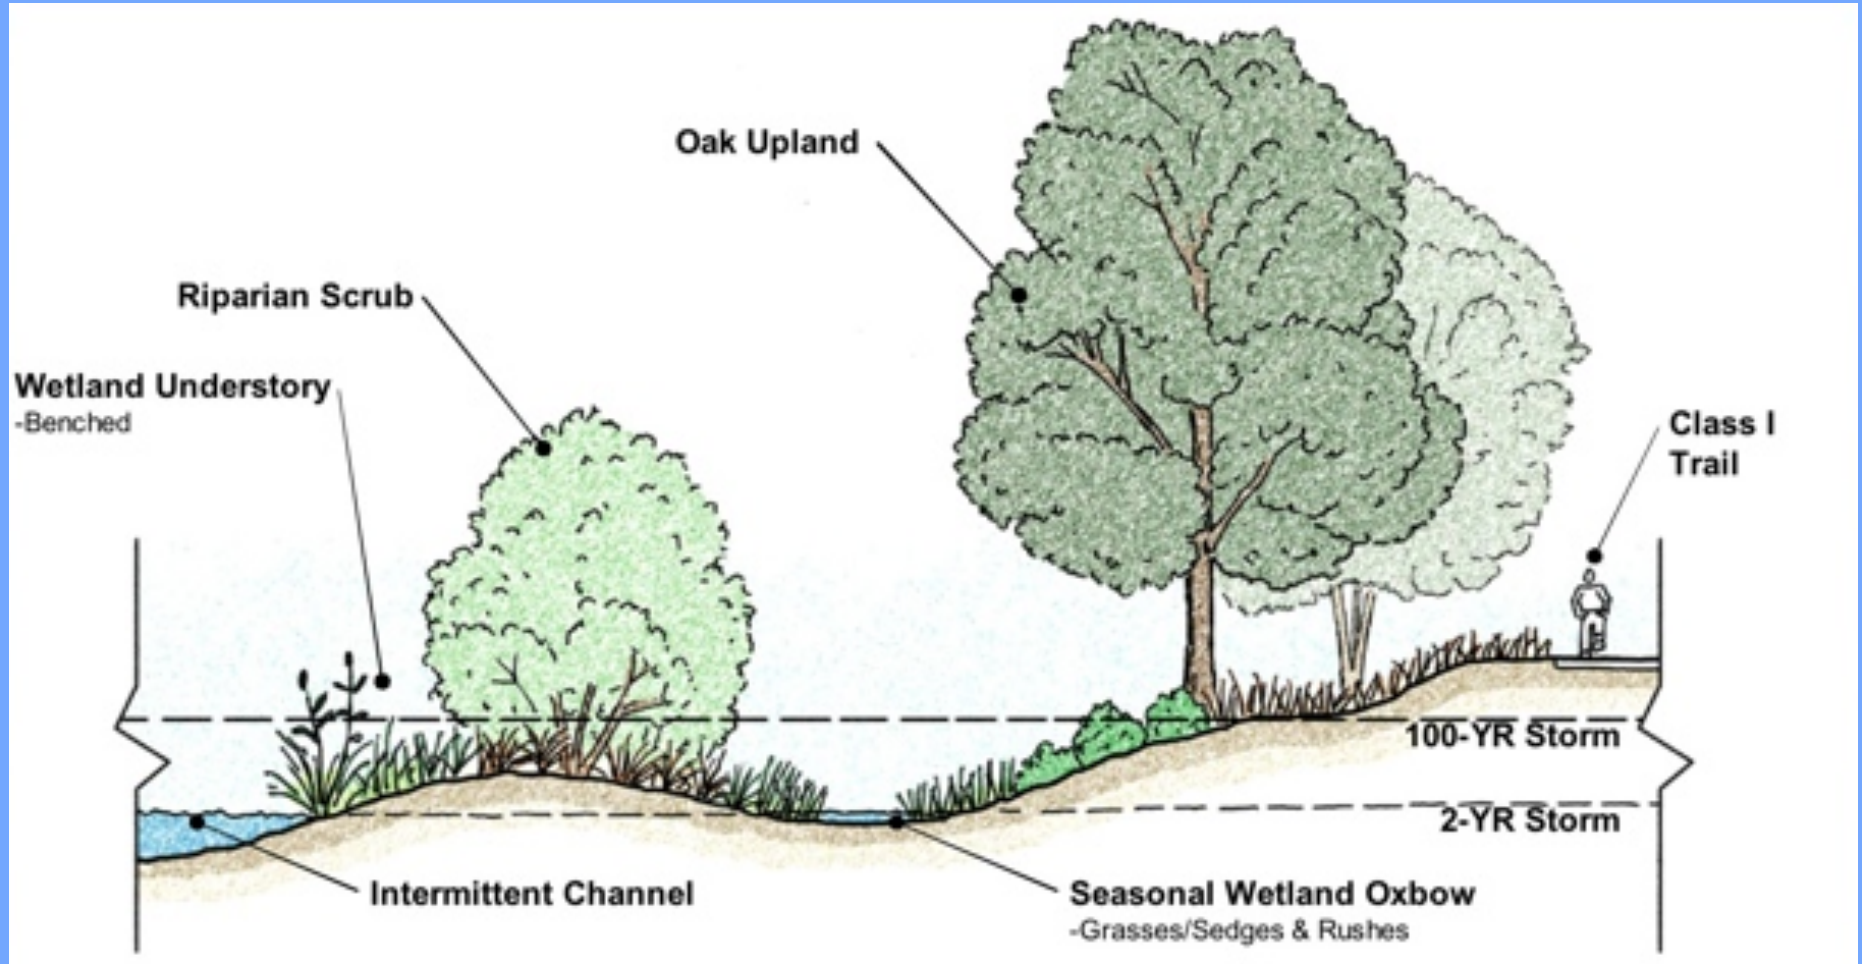 Oak Upland
Riparian Scrub
Wetland Understory
-Benched
Class I
Trail
100-YR Storm
2-YR Storm
Intermittent Channel
Seasonal Wetland Oxbow
-Grasses/Sedges & Rushes